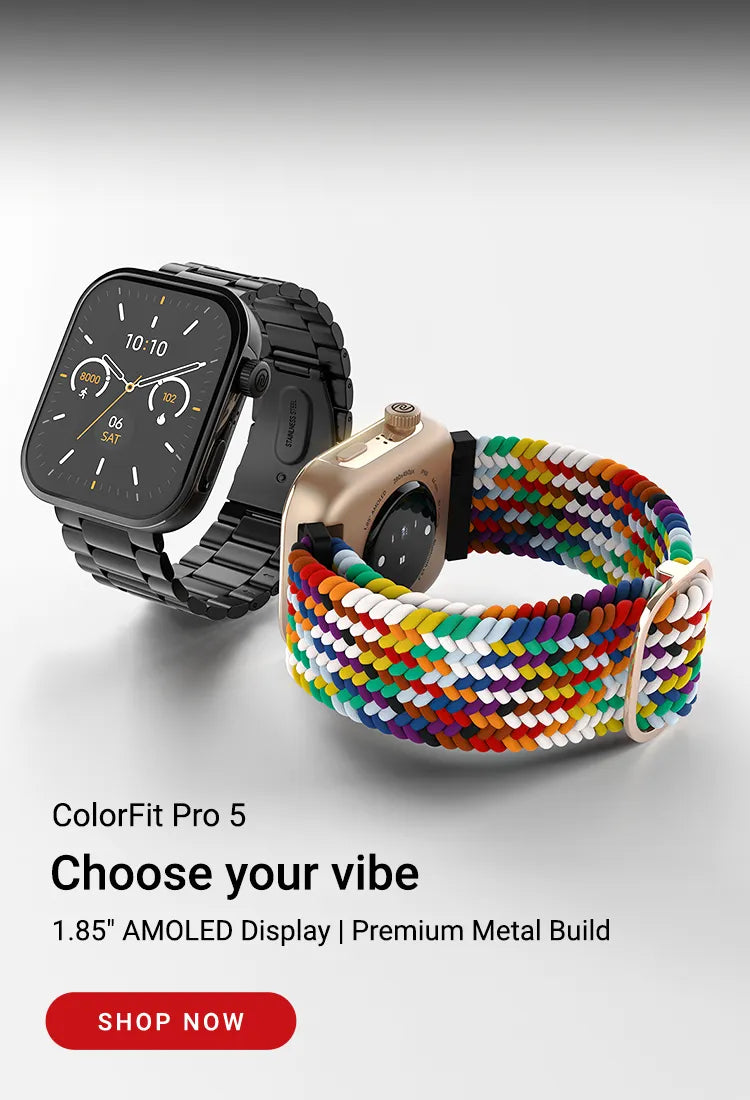 10:10
8000
102
06
SAT
STAINLESS STEEL
ColorFit Pro 5
Choose your vibe
1.85" AMOLED Display | Premium Metal Build
SHOP NOW